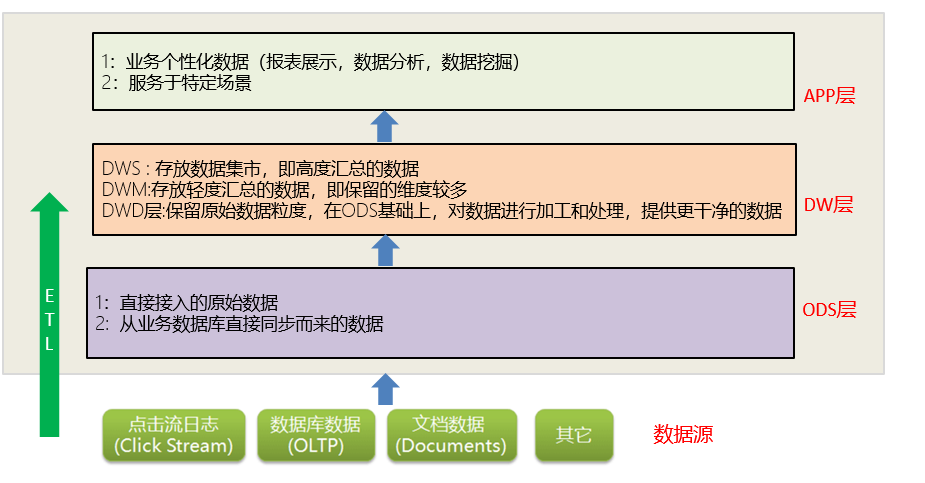 1：业务个性化数据（报表展示，数据分析，数据挖掘）
2：服务于特定场景
APP层
DWS : 存放数据集市，即高度汇总的数据
DWM:存放轻度汇总的数据，即保留的维度较多
DWD层:保留原始数据粒度，在ODS基础上，对数据进行加工和处理，提供更干净的数据
DW层
1：直接接入的原始数据
2：从业务数据库直接同步而来的数据
ODS层
E
T
L
点击流日志
(Click Stream)
数据库数据
(OLTP)
文档数据
(Documents)
其它
数据源